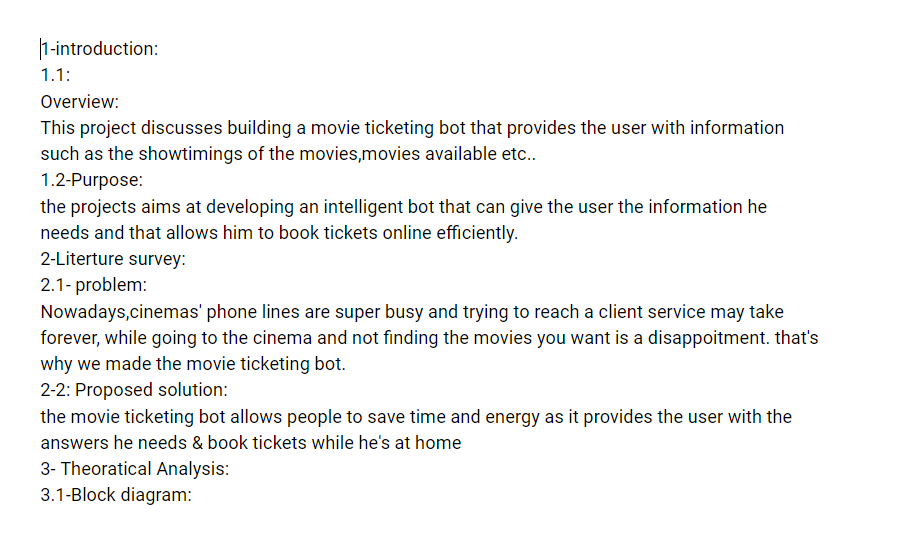 1-introduction:
1.1:
Overview:
This project discusses building a movie ticketing bot that provides the user with information
such as the showtimings of the movies,movies available etc..
1.2-Purpose:
the projects aims at developing an intelligent bot that can give the user the information he
needs and that allows him to book tickets online efficiently.
2-Literture survey:
2.1- problem:
Nowadays,cinemas' phone lines are super busy and trying to reach a client service may take
forever, while going to the cinema and not finding the movies you want is a disappoitment. that's
why we made the movie ticketing bot.
2-2: Proposed solution:
the movie ticketing bot allows people to save time and energy as it provides the user with the
answers he needs & book tickets while he's at home
3- Theoratical Analysis:
3.1-Block diagram: